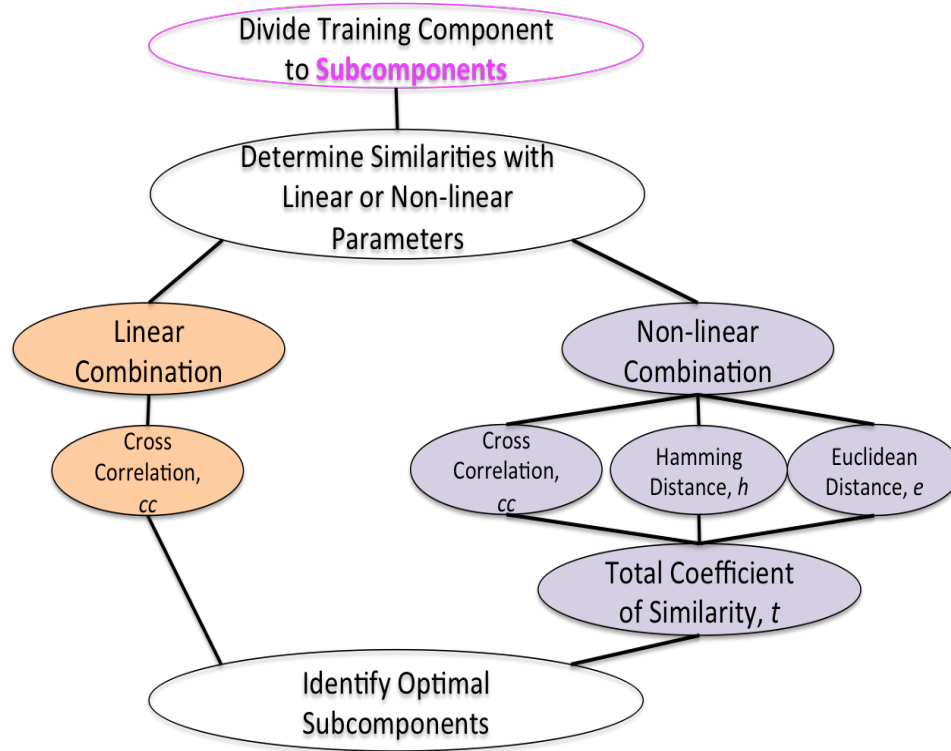 Divide Training Component
to Subcomponents
Determine Similarities with
Linear or Non-linear
Parameters
Linear
Combination
Non-linear
Combination
Cross
Correlation,
cc
Cross
Correlation,
cc
Hamming
Distance, h
Euclidean
Distance, e
Total Coefficient
of Similarity, t
Identify Optimal
Subcomponents